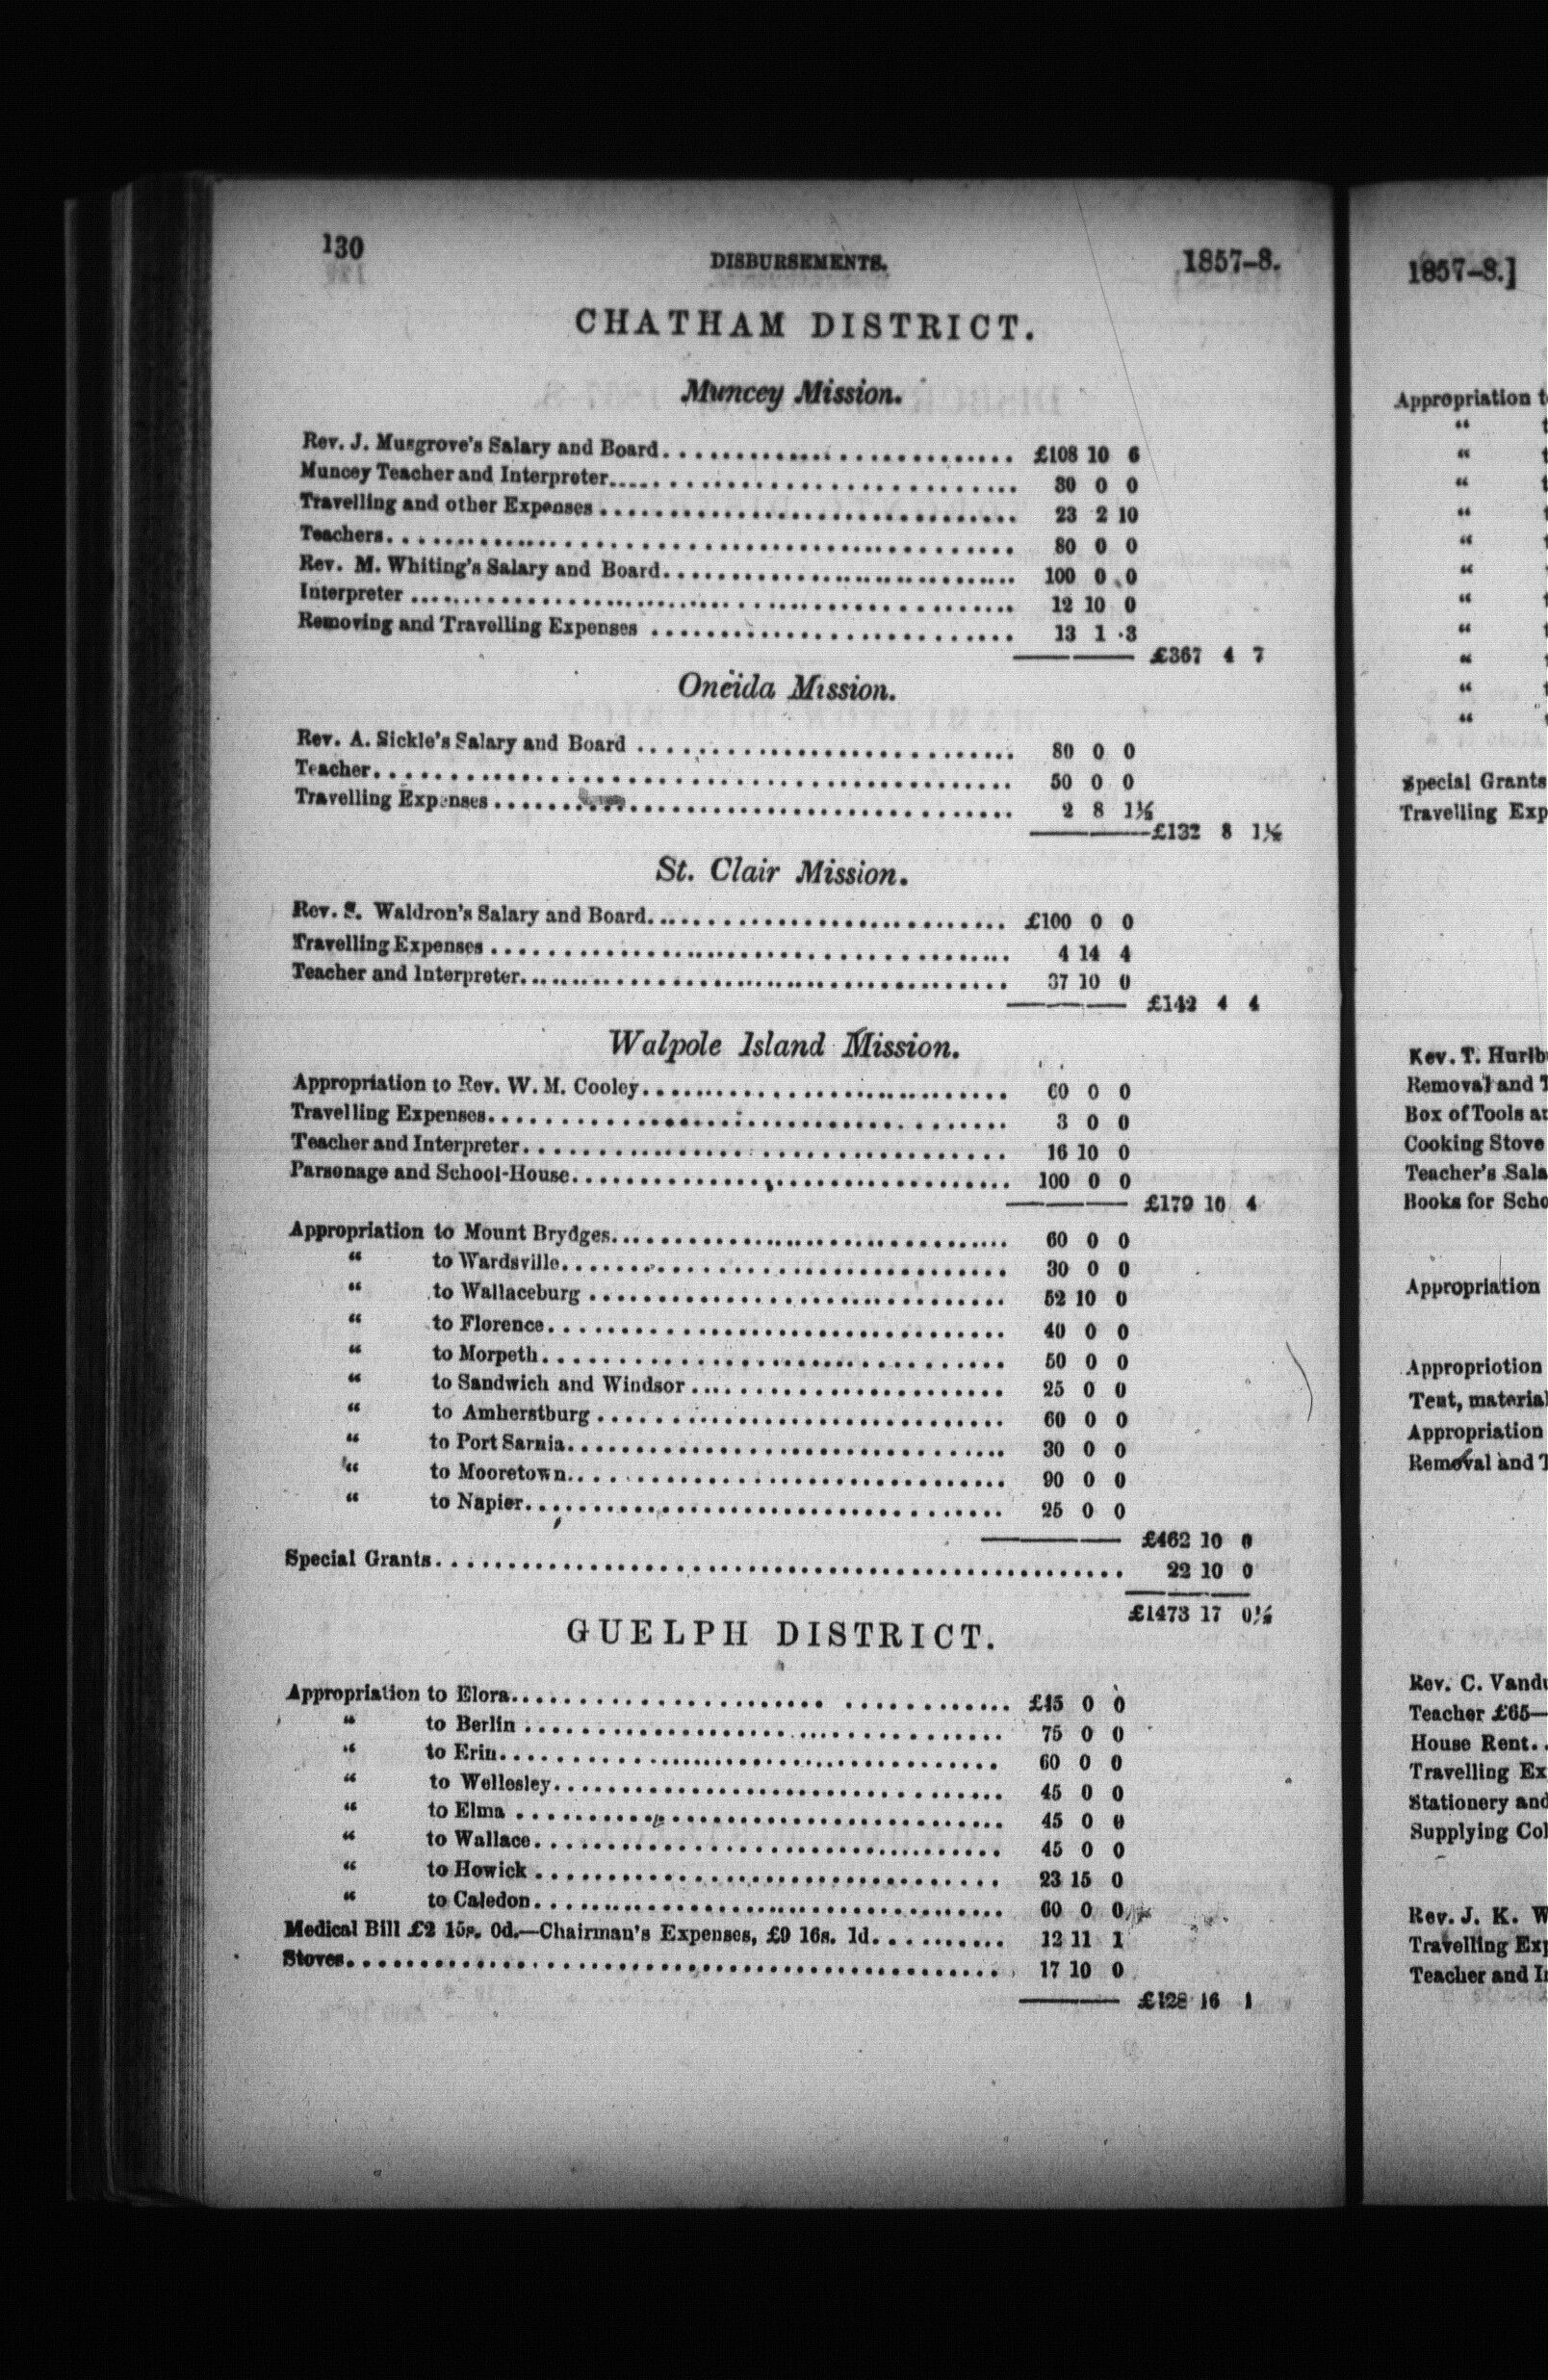 130 DISBURSEMENTS. 1857-8.
CHATHAM DISTRICT.
Muncey Mission.
Rev. J. Musgrove's Salary and Board £108 10 6
Muncey Teacher and Interpreter 30 0 0
Travelling and other Expenses 23 2 10
Teachers 80 0 0
Rev. M. Whiting's Salary and Board 100 0 0
Interpreter 12 10 0
Removing and Travelling Expenses 13 1 3
£367 4 7
Oneida Mission.
Rev. A. Sickle's Salary and Board 80 0 0
Teacher 50 0 0
Travelling Expenses 2 8 1½
£132 8 1½
St. Clair Mission.
Rev. S. Waldron's Salary and Board £100 0 0
Travelling Expenses 4 14 4
Teacher and Interpreter 37 10 0
£142 4 4
Walpole Island Mission.
Appropriation to Rev. W. M. Cooley 60 0 0
Travelling Expenses 3 0 0
Teacher and Interpreter 16 10 0
Parsonage and School-House 100 0 0
£179 10 4
Appropriation to Mount Brydges 60 0 0
“ to Wardsville 30 0 0
“ to Wallaceburg 52 10 0
“ to Florence 40 0 0
“ to Morpeth 50 0 0
“ to Sandwich and Windsor 25 0 0
“ to Amherstburg 60 0 0
“ to Port Sarnia 30 0 0
“ to Mooretown 90 0 0
“ to Napier 25 0 0
£462 10 0
Special Grants 22 10 0
£1473 17 0½
GUELPH DISTRICT.
Appropriation to Elora £45 0 0
“ to Berlin 75 0 0
“ to Erin 60 0 0
“ to Wellesley 45 0 0
“ to Elma 45 0 0
“ to Wallace 45 0 0
“ to Howick 23 15 0
“ to Caledon 60 0 0
Medical Bill £2 15s. 0d.—Chairman's Expenses, £9 16s. 1d. 12 11 1
Stoves 17 10 0
£428 16 1
1857-8.]
Appropriation
“
“
“
“
“
“
“
“
“
“
“
Special Grants
Travelling
Rev. T.
Removal and
Box of Tools
Cooking Stove
Teacher's
Books for
Appropriation
Appropriotion
Tent,
Appropriation
Removal and
Rev. C.
Teacher £65—
House Rent.
Travelling
Stationery and
Supplying
Rev. J. K.
Travelling
Teacher and